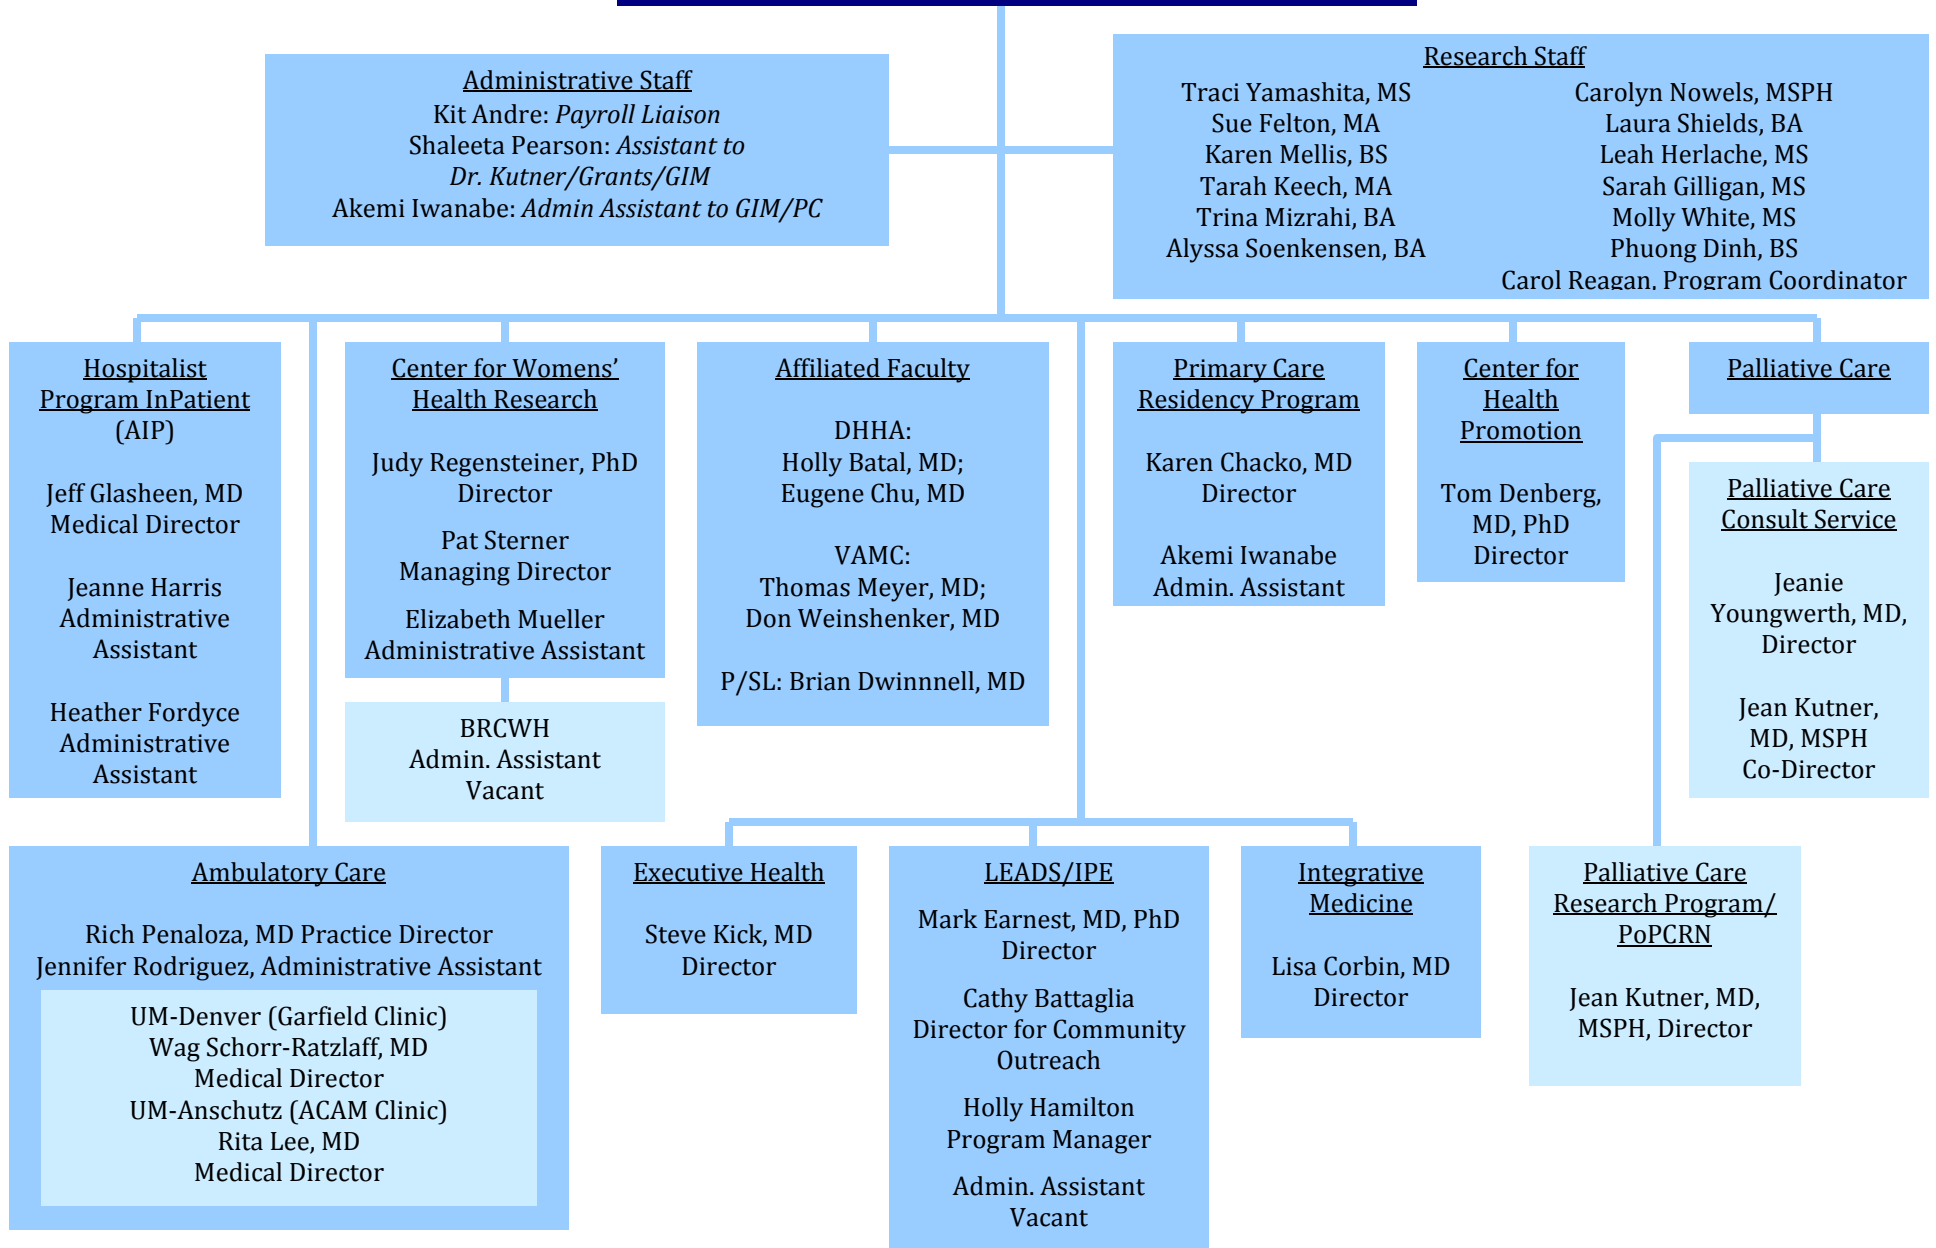 Administrative Staff
Kit Andre: Payroll Liaison
Shaleeta Pearson: Assistant to
Dr. Kutner/Grants/GIM
Akemi Iwanabe: Admin Assistant to GIM/PC
Research Staff
Traci Yamashita, MS
Sue Felton, MA
Karen Mellis, BS
Tarah Keech, MA
Trina Mizrahi, BA
Alyssa Soenkensen, BA
Carolyn Nowels, MSPH
Laura Shields, BA
Leah Herlache, MS
Sarah Gilligan, MS
Molly White, MS
Phuong Dinh, BS
Carol Reagan, Program Coordinator
Hospitalist
Program InPatient
(AIP)
Jeff Glasheen, MD
Medical Director
Jeanne Harris
Administrative
Assistant
Heather Fordyce
Administrative
Assistant
Center for Womens'
Health Research
Judy Regensteiner, PhD
Director
Pat Sterner
Managing Director
Elizabeth Mueller
Administrative Assistant
BRCWH
Admin. Assistant
Vacant
Affiliated Faculty
DHHA:
Holly Batal, MD;
Eugene Chu, MD
VAMC:
Thomas Meyer, MD;
Don Weinshenker, MD
P/SL: Brian Dwinnnell, MD
Primary Care
Residency Program
Karen Chacko, MD
Director
Akemi Iwanabe
Admin. Assistant
Center for
Health
Promotion
Tom Denberg,
MD, PhD
Director
Palliative Care
Palliative Care
Consult Service
Jeanie
Youngwerth, MD,
Director
Jean Kutner,
MD, MSPH
Co-Director
Ambulatory Care
Rich Penaloza, MD Practice Director
Jennifer Rodriguez, Administrative Assistant
UM-Denver (Garfield Clinic)
Wag Schorr-Ratzlaff, MD
Medical Director
UM-Anschutz (ACAM Clinic)
Rita Lee, MD
Medical Director
Executive Health
Steve Kick, MD
Director
LEADS/IPE
Mark Earnest, MD, PhD
Director
Cathy Battaglia
Director for Community
Outreach
Holly Hamilton
Program Manager
Admin. Assistant
Vacant
Integrative
Medicine
Lisa Corbin, MD
Director
Palliative Care
Research Program/
PoPCRN
Jean Kutner, MD,
MSPH, Director